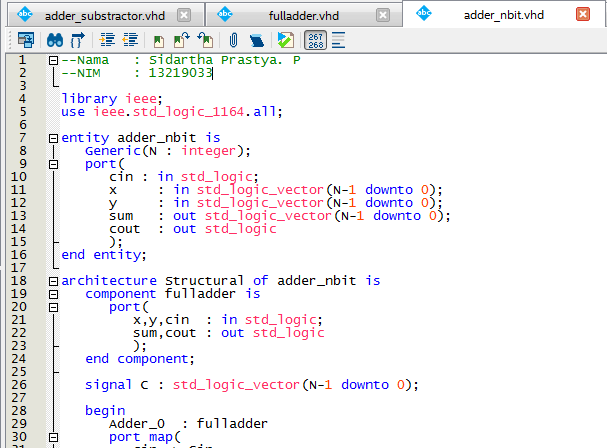 adder_substractor.vhd fulladder.vhd adder_nbit.vhd
267
268
1 --Nama   : Sidartha Prastya. P
2 --NIM    : 13219033
3
4 library ieee;
5 use ieee.std_logic_1164.all;
6
7 entity adder_nbit is
8    Generic(N : integer);
9    port(
10       cin : in std_logic;
11       x     : in std_logic_vector(N-1 downto 0);
12       y     : in std_logic_vector(N-1 downto 0);
13       sum   : out std_logic_vector(N-1 downto 0);
14       cout  : out std_logic
15       );
16 end entity;
17
18 architecture Structural of adder_nbit is
19    component fulladder is
20       port(
21          x,y,cin  : in std_logic;
22          sum,cout : out std_logic
23          );
24    end component;
25
26    signal C : std_logic_vector(N-1 downto 0);
27
28    begin
29       Adder_0  : fulladder
30       port map(